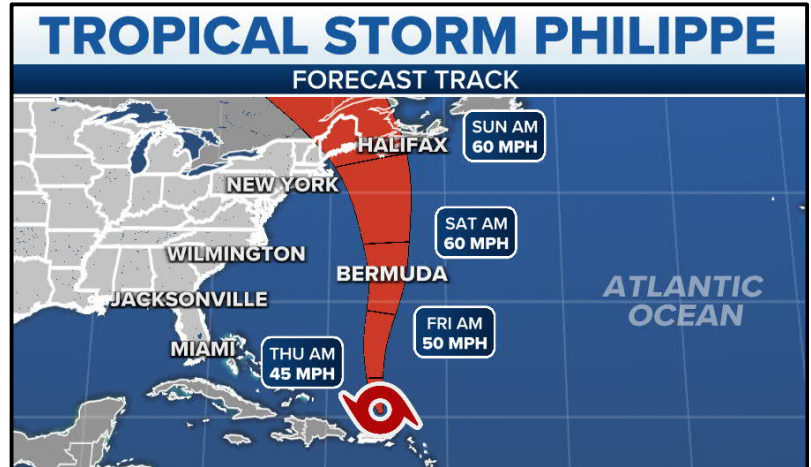 TROPICAL STORM PHILIPPE
FORECAST TRACK
HALIFAX
SUN AM
60 MPH
NEW YORK
SAT AM
60 MPH
WILMINGTON
BERMUDA
ATLANTIC
OCEAN
JACKSONVILLE
FRI AM
50 MPH
MIAMI
THU AM
45 MPH